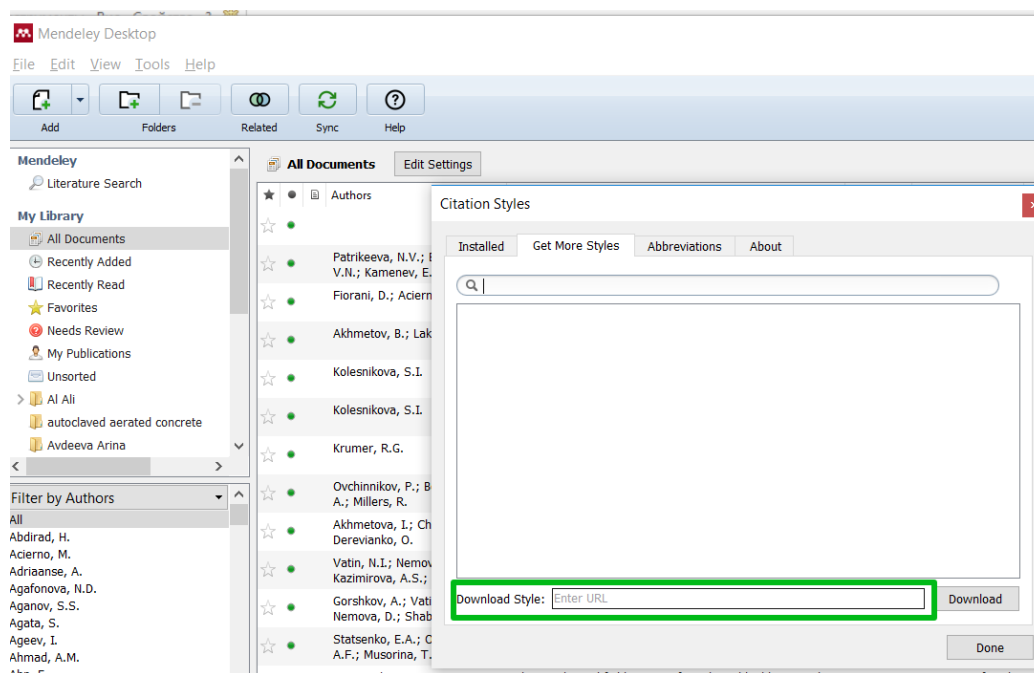 Mendeley Desktop
File Edit View Tools Help
Add Folders Related Sync Help
Mendeley
Literature Search
My Library
All Documents
Recently Added
Recently Read
Favorites
Needs Review
My Publications
Unsorted
Al Ali
autoclaved aerated concrete
Avdeeva Arina
Filter by Authors
All
Abdirad, H.
Acierno, M.
Adriaanse, A.
Agafonova, N.D.
Aganov, S.S.
Agata, S.
Ageev, I.
Ahmad, A.M.
All Documents Edit Settings
Authors
Patrikeeva, N.V.;
V.N.; Kamenev, E.
Fiorani, D.; Aciern
Akhmetov, B.; Lak
Kolesnikova, S.I.
Kolesnikova, S.I.
Krumer, R.G.
Ovchinnikov, P.; B
A.; Millers, R.
Akhmetova, I.; Ch
Derevianko, O.
Vatin, N.I.; Nemov
Kazimirova, A.S.;
Gorshkov, A.; Vati
Nemova, D.; Shab
Statsenko, E.A.; O
A.F.; Musorina, T.
Citation Styles
Installed Get More Styles Abbreviations About
Download Style: Enter URL Download
Done